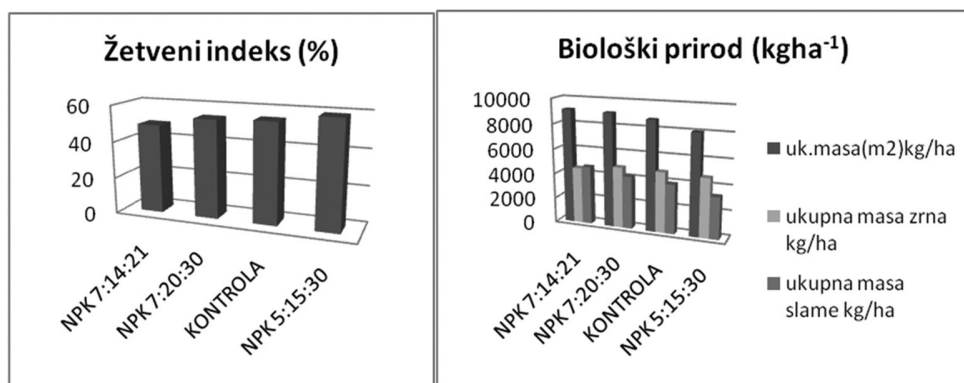 Žetveni indeks (%)
60
40
20
0
NPK 7:14:21
NPK 7:20:30
KONTROLA
NPK 5:15:30
Biološki prirod (kgha⁻¹)
10000
8000
6000
4000
2000
0
NPK 7:14:21
NPK 7:20:30
KONTROLA
NPK 5:15:30
uk.masa(m2)kg/ha
ukupna masa zrna
kg/ha
ukupna masa
slame kg/ha